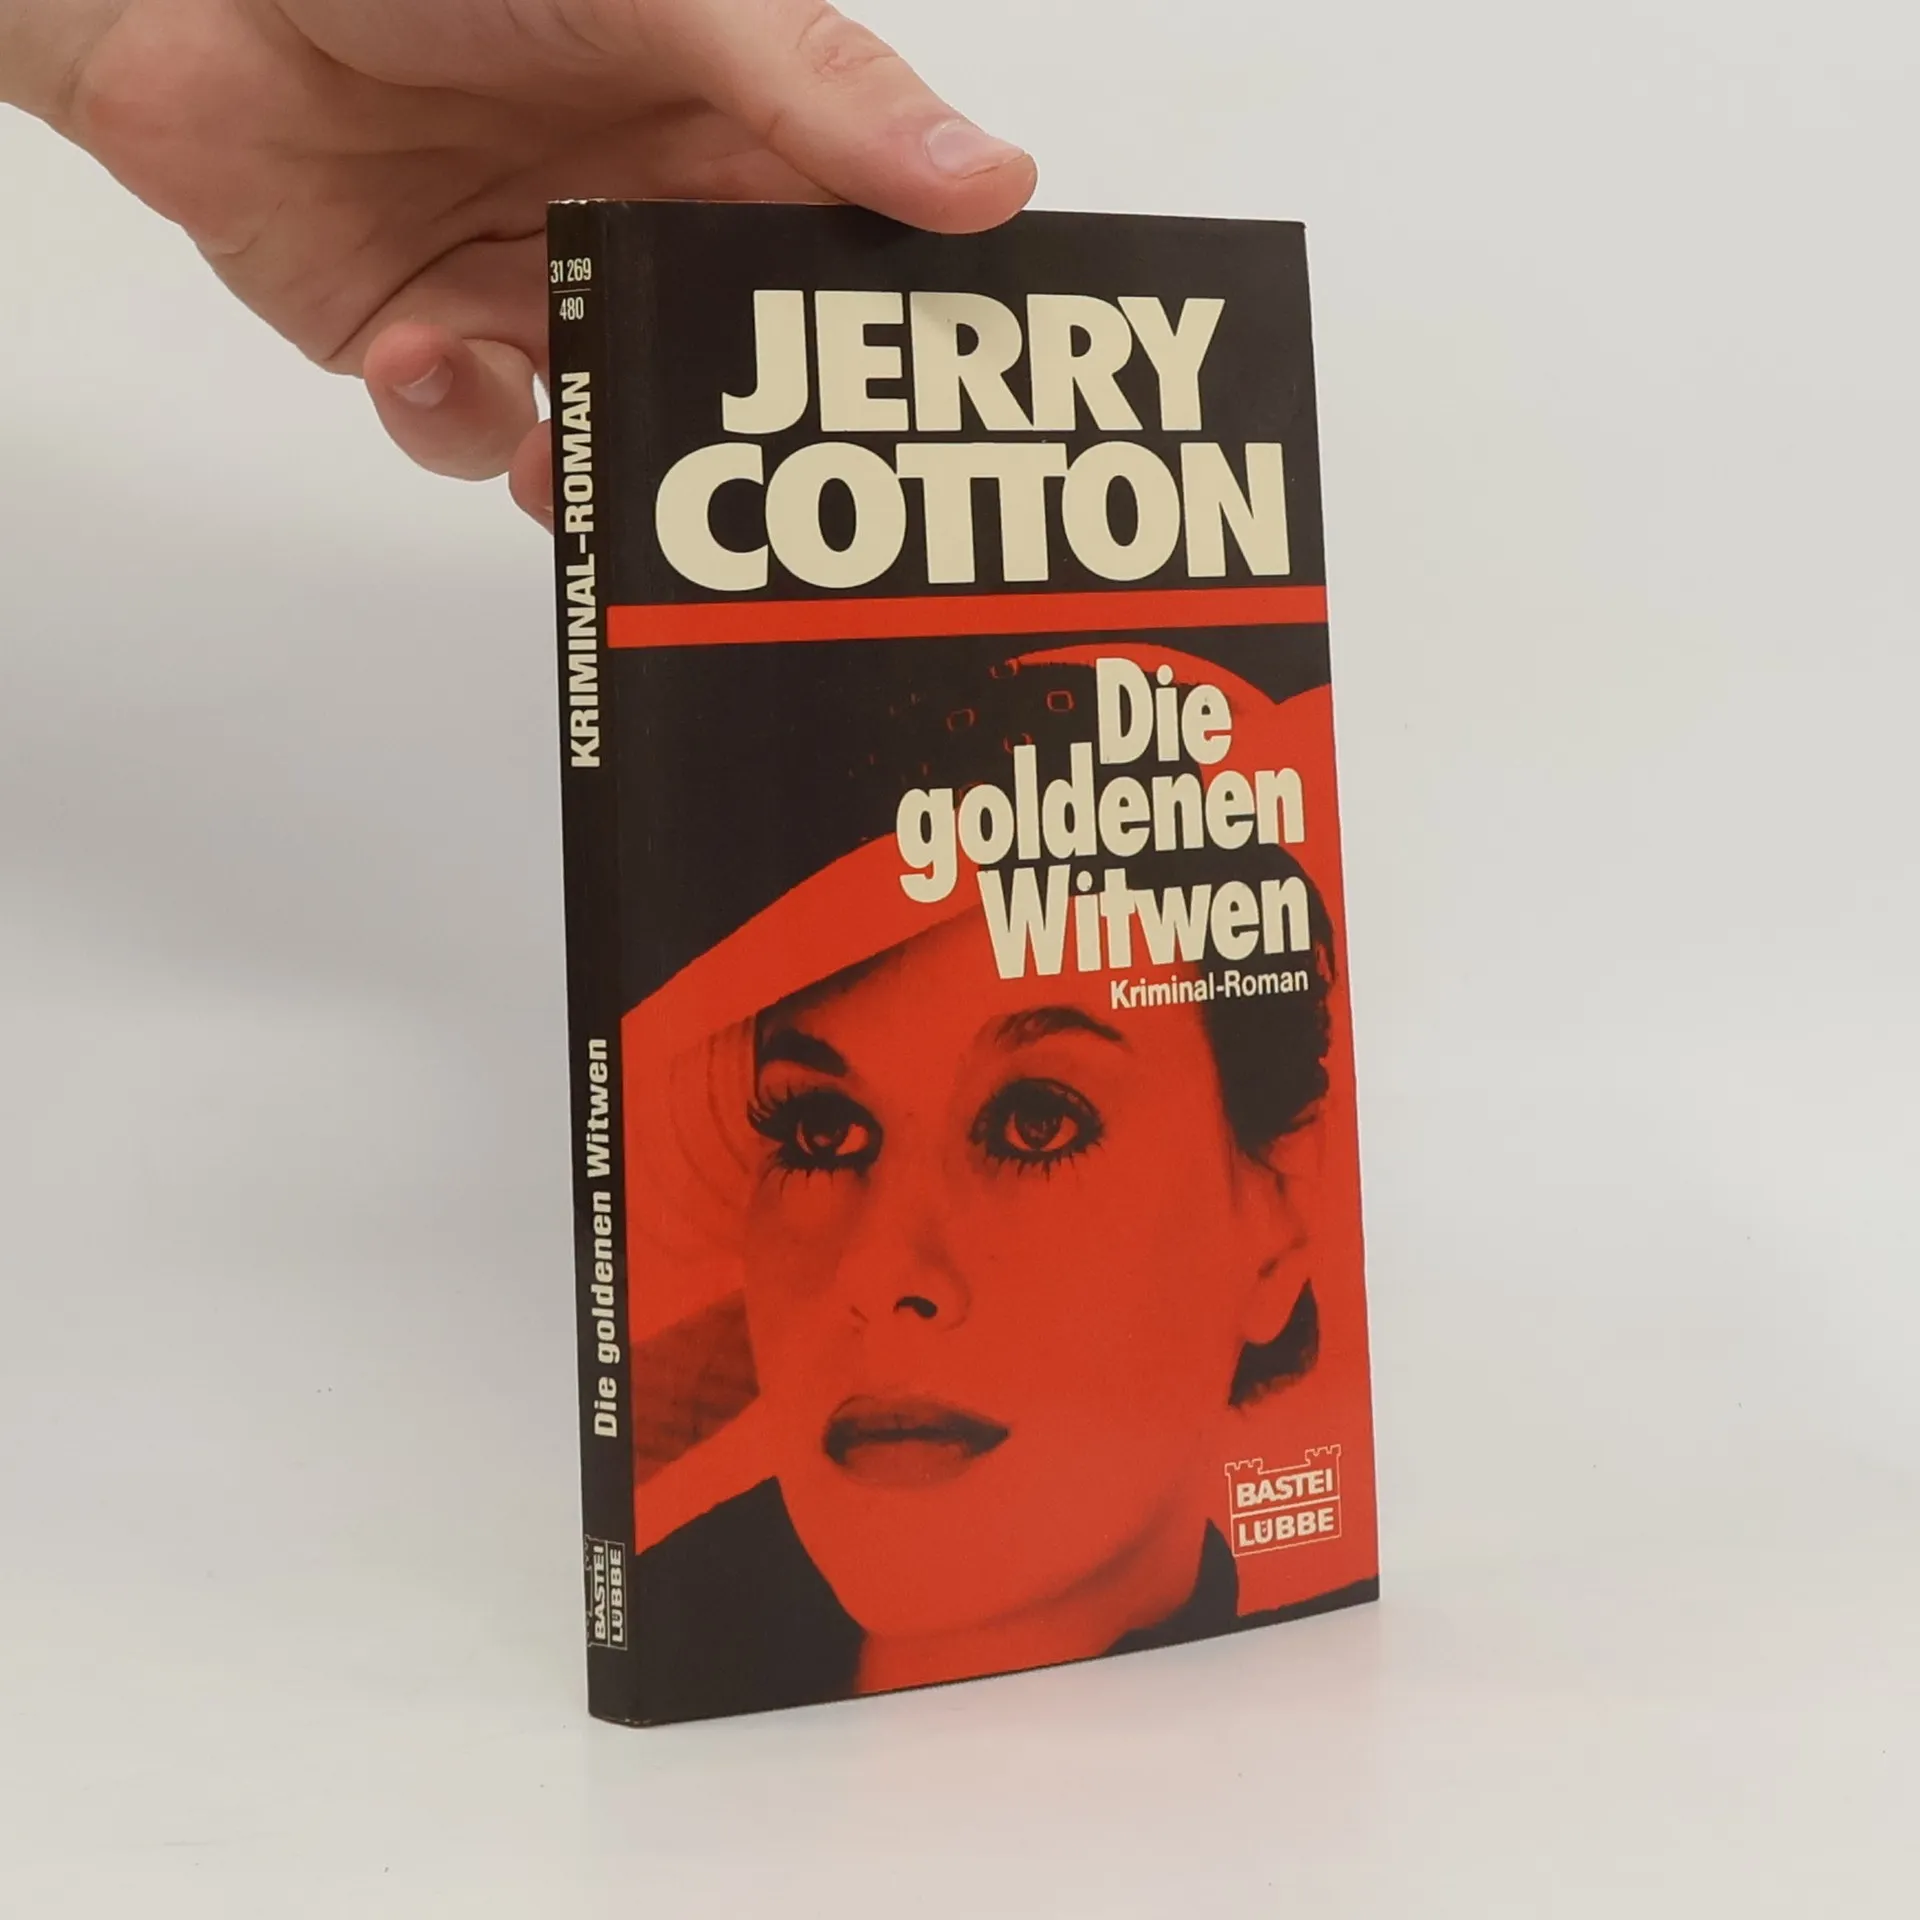 31 269
480
KRIMINAL-ROMAN
Die goldenen Witwen
BASTEI
LÜBBE
JERRY
COTTON
Die
goldenen
Witwen
Kriminal-Roman
BASTEI
LÜBBE